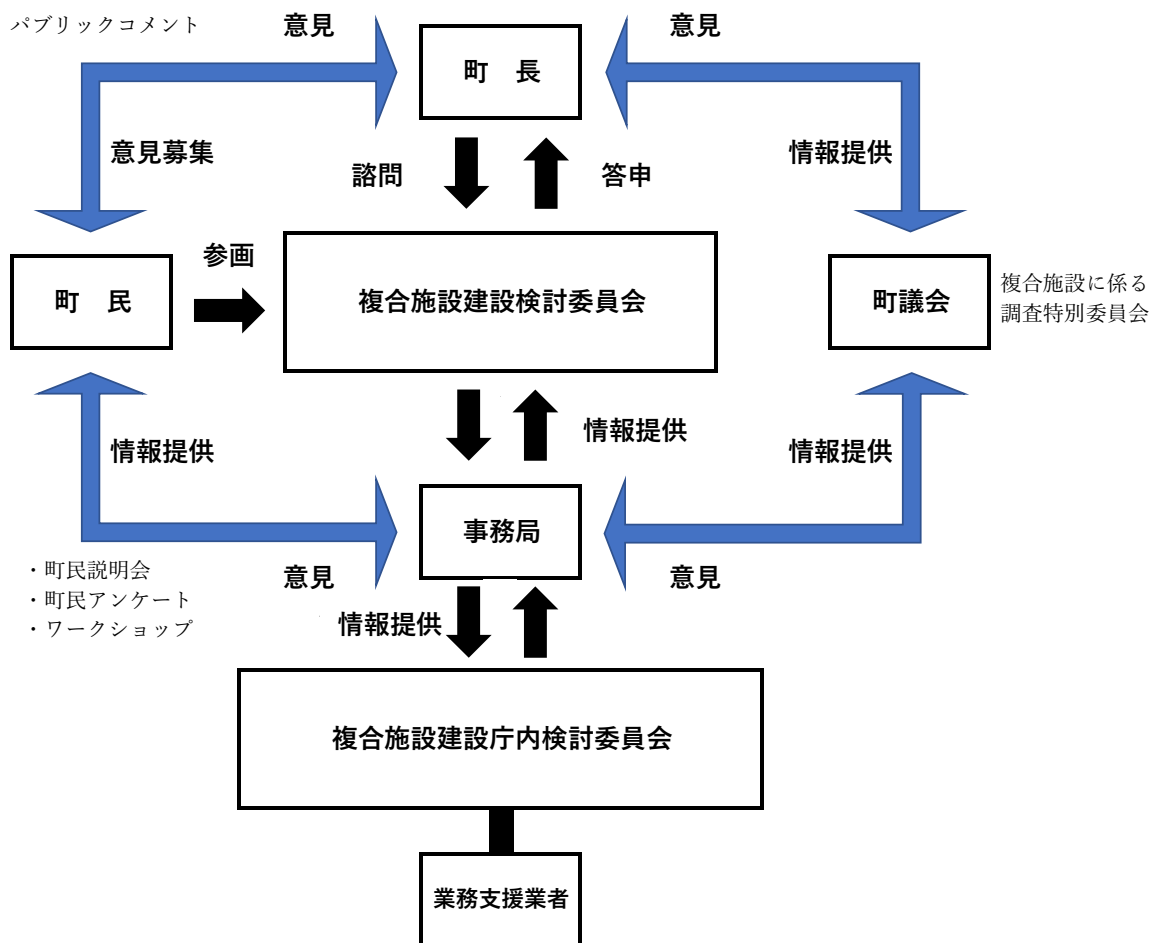 パブリックコメント
意見
意見
町　長
意見募集
情報提供
諮問
答申
参画
町　民
複合施設建設検討委員会
町議会
複合施設に係る
調査特別委員会
情報提供
情報提供
情報提供
事務局
・町民説明会
・町民アンケート
・ワークショップ
意見
意見
情報提供
複合施設建設庁内検討委員会
業務支援業者